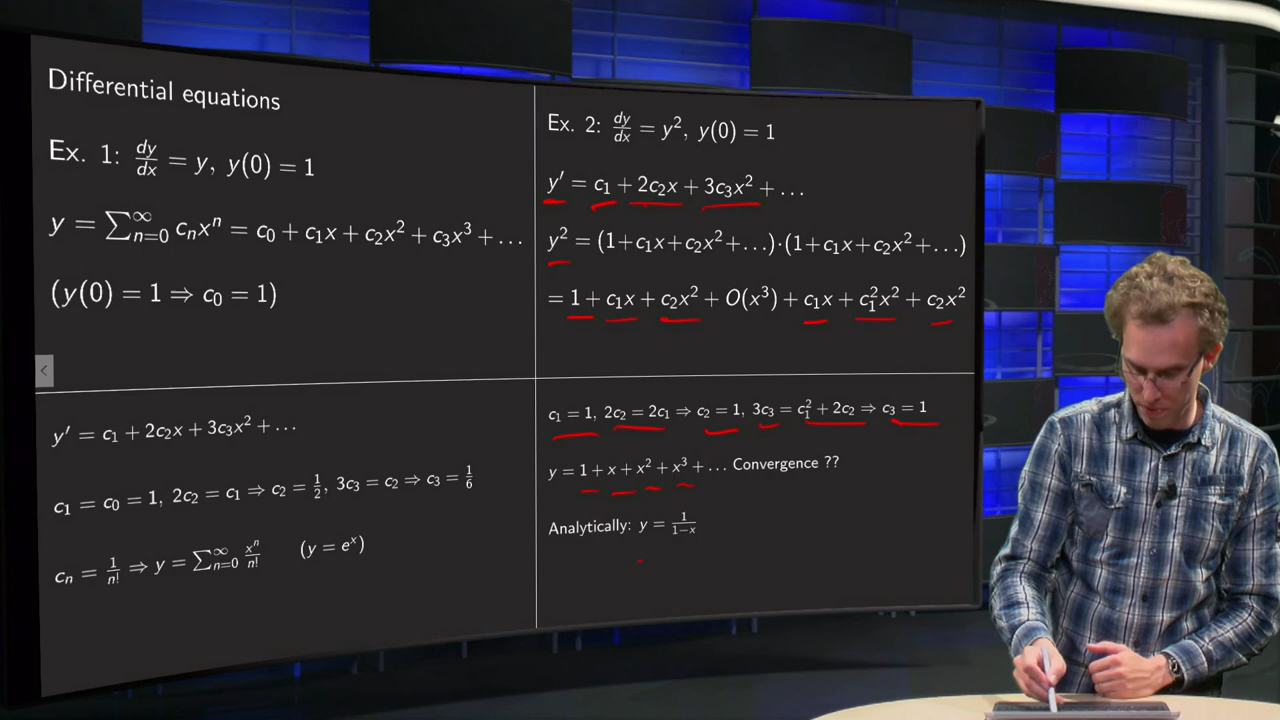 Differential equations
Ex. 1: dy/dx = y, y(0) = 1
y = ∑_{n=0}^{∞} c_n x^n = c_0 + c_1x + c_2x^2 + c_3x^3 + …
(y(0) = 1 ⇒ c_0 = 1)
y′ = c_1 + 2c_2x + 3c_3x^2 + …
c_1 = c_0 = 1, 2c_2 = c_1 ⇒ c_2 = 1/2, 3c_3 = c_2 ⇒ c_3 = 1/6
c_n = 1/n! ⇒ y = ∑_{n=0}^{∞} x^n/n! (y = e^x)
Ex. 2: dy/dx = y^2, y(0) = 1
y′ = c_1 + 2c_2x + 3c_3x^2 + …
y^2 = (1+c_1x+c_2x^2+…)·(1+c_1x+c_2x^2+…)
= 1 + c_1x + c_2x^2 + O(x^3) + c_1x + c_1^2x^2 + c_2x^2
c_1 = 1, 2c_2 = 2c_1 ⇒ c_2 = 1, 3c_3 = c_1^2 + 2c_2 ⇒ c_3 = 1
y = 1 + x + x^2 + x^3 + … Convergence ??
Analytically: y = 1/(1−x)